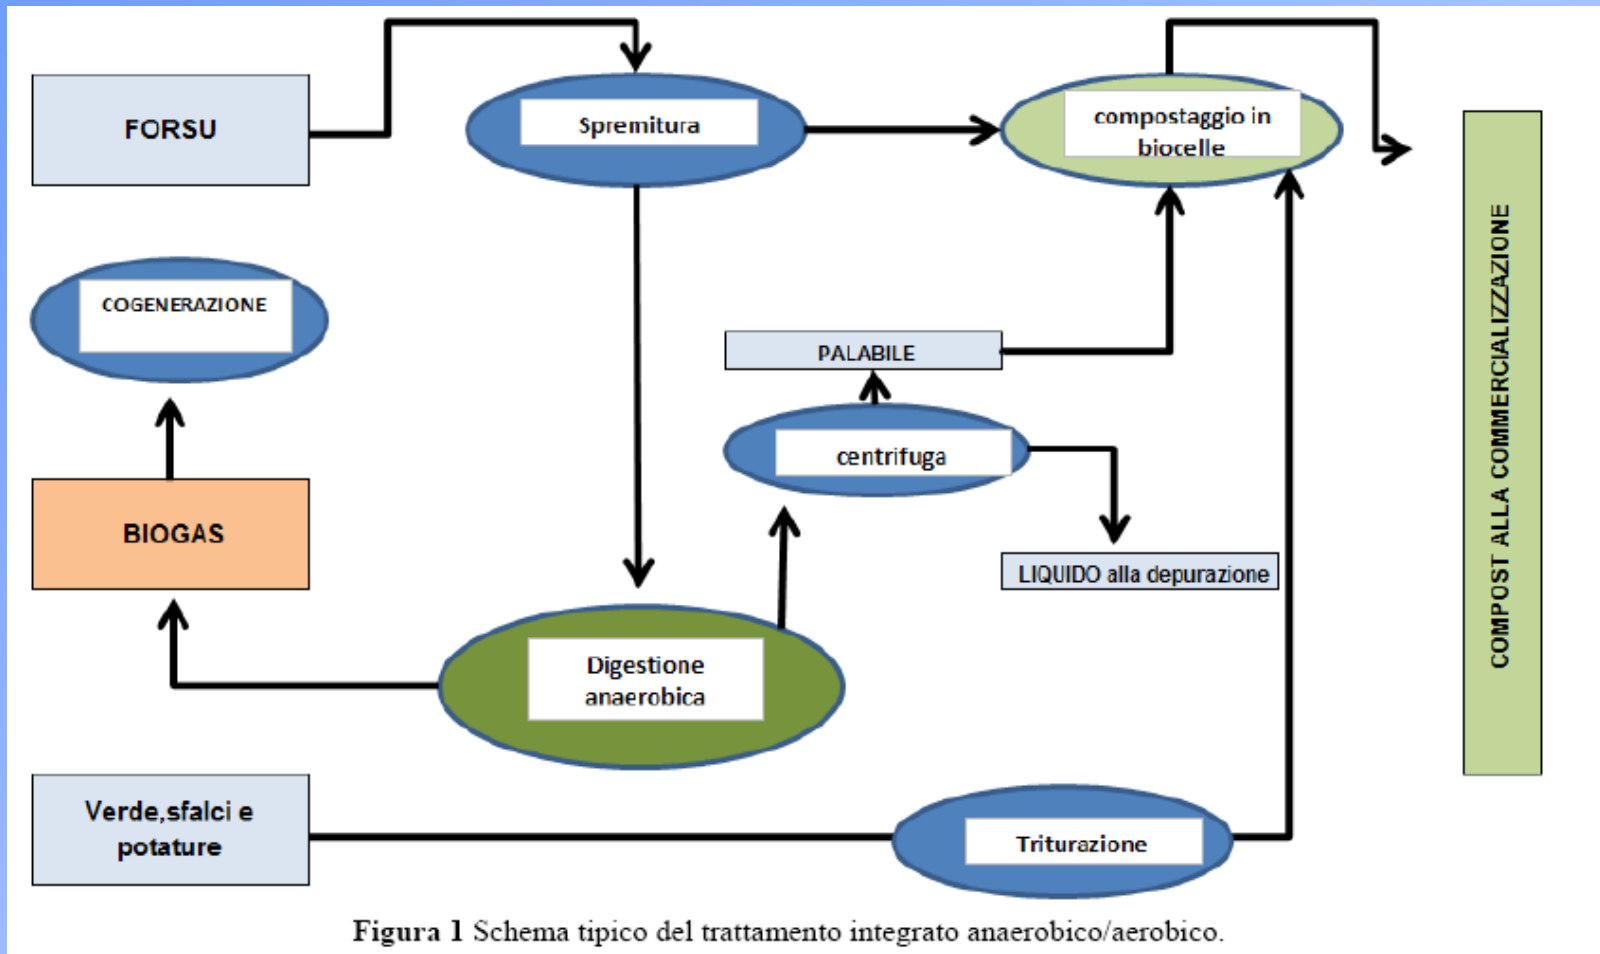 FORSU
Spremitura
compostaggio in
biocelle
COGENERAZIONE
PALABILE
centrifuga
BIOGAS
LIQUIDO alla depurazione
Digestione
anaerobica
Verde,sfalci e
potature
Triturazione
COMPOST ALLA COMMERCIALIZZAZIONE
Figura 1 Schema tipico del trattamento integrato anaerobico/aerobico.